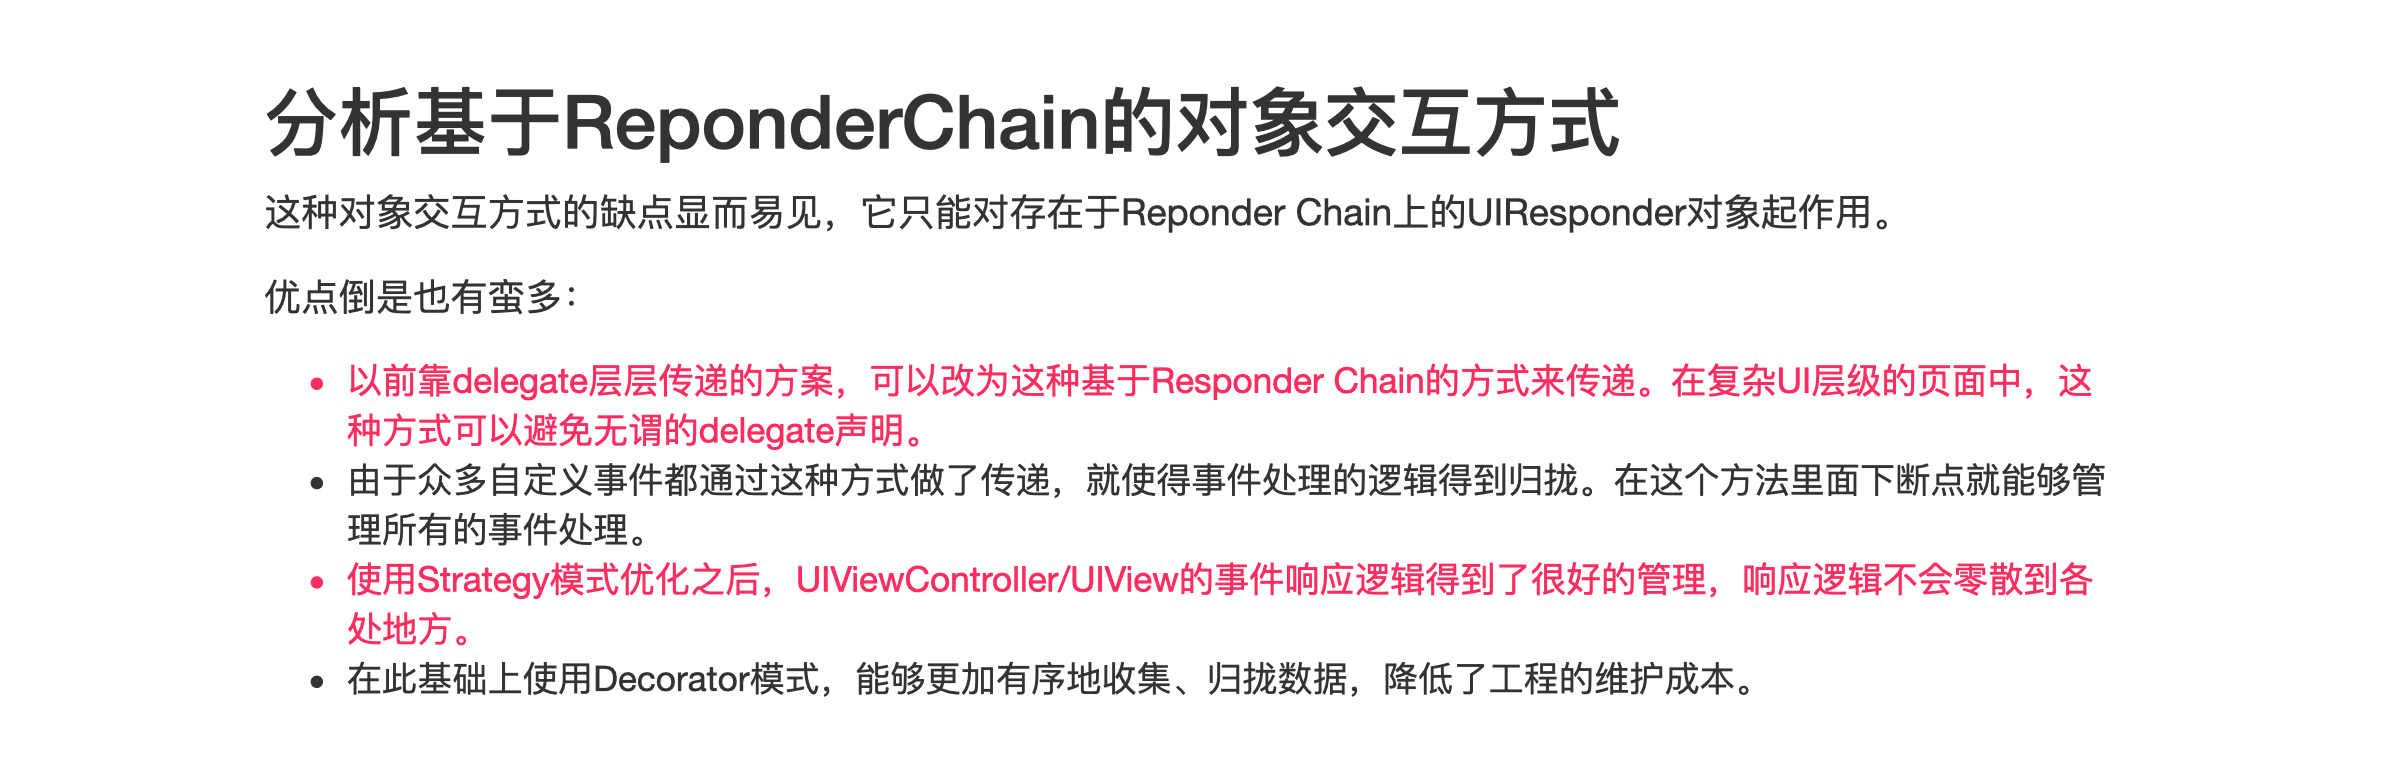 分析基于ReponderChain的对象交互方式
这种对象交互方式的缺点显而易见，它只能对存在于Reponder Chain上的UIResponder对象起作用。
优点倒是也有蛮多：
• 以前靠delegate层层传递的方案，可以改为这种基于Responder Chain的方式来传递。在复杂UI层级的页面中，这
种方式可以避免无谓的delegate声明。
• 由于众多自定义事件都通过这种方式做了传递，就使得事件处理的逻辑得到归拢。在这个方法里面下断点就能够管
理所有的事件处理。
• 使用Strategy模式优化之后，UIViewController/UIView的事件响应逻辑得到了很好的管理，响应逻辑不会零散到各
处地方。
• 在此基础上使用Decorator模式，能够更加有序地收集、归拢数据，降低了工程的维护成本。